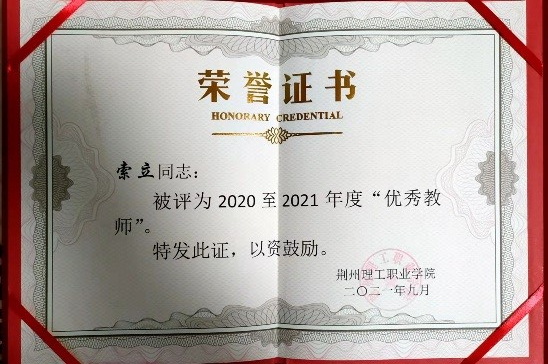 荣誉证书
HONORARY CREDENTIAL
索立同志：
被评为2020至2021年度“优秀教
师”。
特发此证，以资鼓励。
荆州理工职业学院
二〇二一年九月